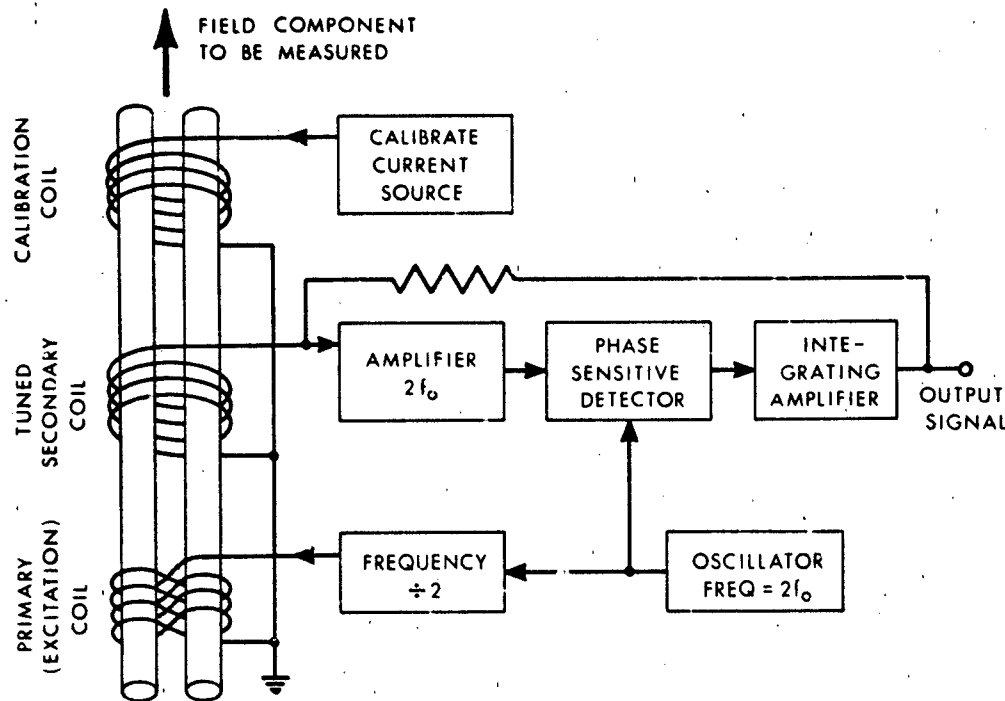 FIELD COMPONENT
TO BE MEASURED
CALIBRATION
COIL
CALIBRATE
CURRENT
SOURCE
TUNED
SECONDARY
COIL
AMPLIFIER
2f₀
PHASE
SENSITIVE
DETECTOR
INTE-
GRATING
AMPLIFIER
OUTPUT
SIGNAL
PRIMARY
(EXCITATION)
COIL
FREQUENCY
÷2
OSCILLATOR
FREQ = 2f₀